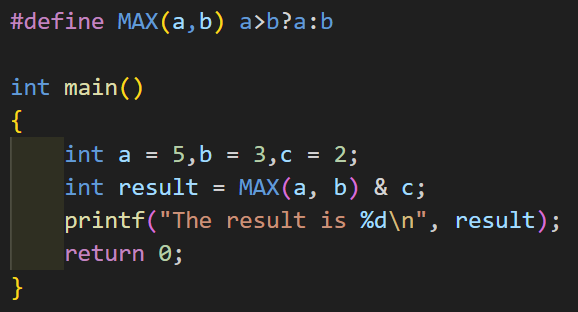 #define MAX(a,b) a>b?a:b
int main()
{
    int a = 5,b = 3,c = 2;
    int result = MAX(a, b) & c;
    printf("The result is %d\n", result);
    return 0;
}